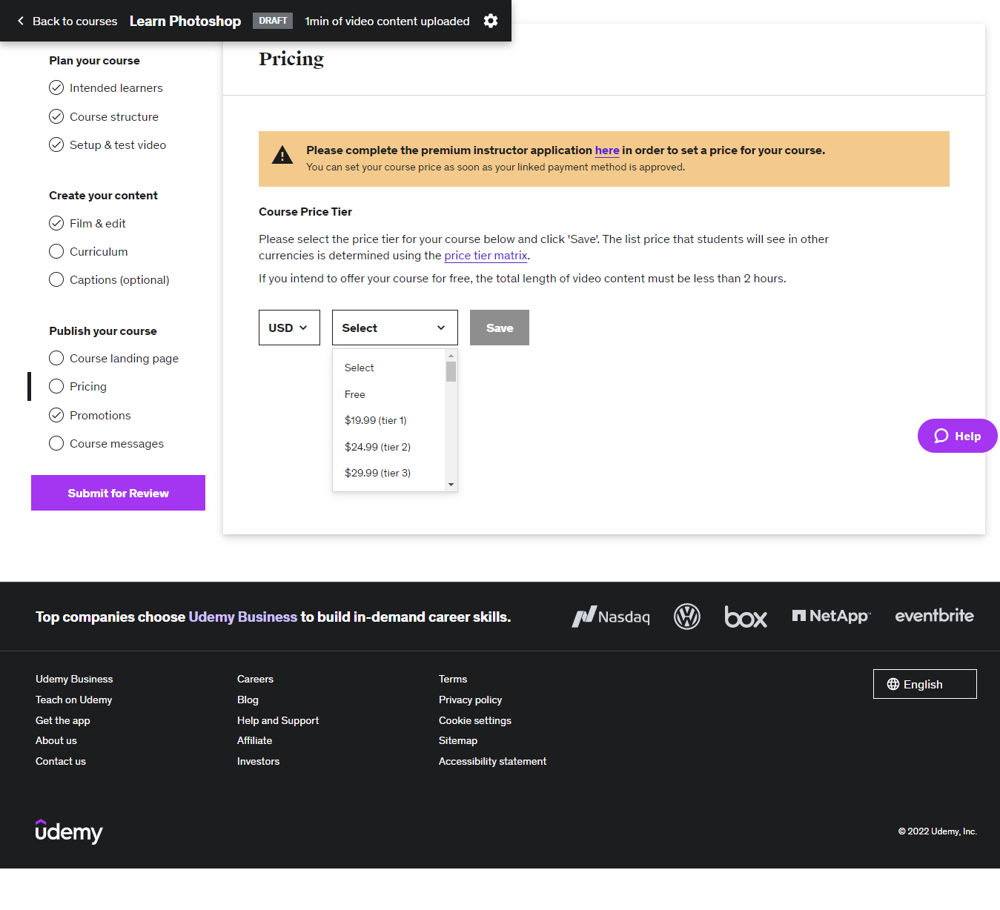 Back to courses Learn Photoshop DRAFT 1min of video content uploaded
Plan your course
Intended learners
Course structure
Setup & test video
Create your content
Film & edit
Curriculum
Captions (optional)
Publish your course
Course landing page
Pricing
Promotions
Course messages
Submit for Review
Pricing
Please complete the premium instructor application here in order to set a price for your course.
You can set your course price as soon as your linked payment method is approved.
Course Price Tier
Please select the price tier for your course below and click 'Save'. The list price that students will see in other
currencies is determined using the price tier matrix.
If you intend to offer your course for free, the total length of video content must be less than 2 hours.
USD Select Save
Select
Free
$19.99 (tier 1)
$24.99 (tier 2)
$29.99 (tier 3)
Help
Top companies choose Udemy Business to build in-demand career skills.
Nasdaq box NetApp eventbrite
Udemy Business
Teach on Udemy
Get the app
About us
Contact us
Careers
Blog
Help and Support
Affiliate
Investors
Terms
Privacy policy
Cookie settings
Sitemap
Accessibility statement
English
udemy
© 2022 Udemy, Inc.